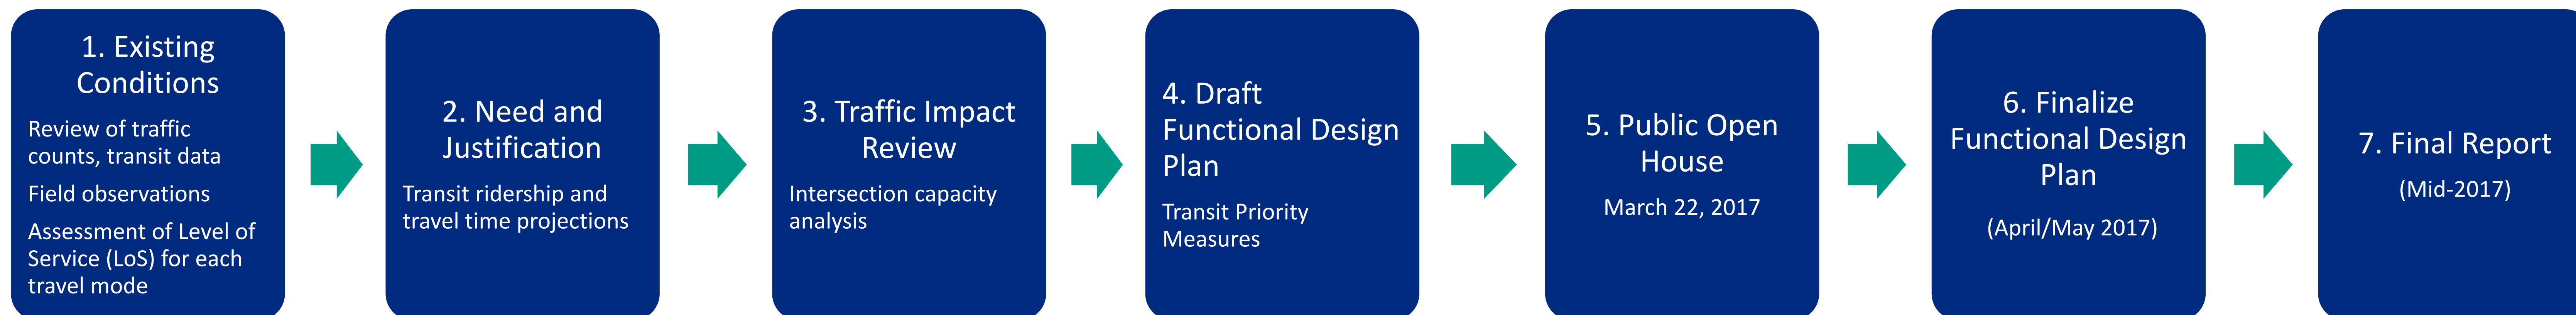 1. Existing
Conditions
Review of traffic
counts, transit data
Field observations
Assessment of Level of
Service (LoS) for each
travel mode
2. Need and
Justification
Transit ridership and
travel time projections
3. Traffic Impact
Review
Intersection capacity
analysis
4. Draft
Functional Design
Plan
Transit Priority
Measures
5. Public Open
House
March 22, 2017
6. Finalize
Functional Design
Plan
(April/May 2017)
7. Final Report
(Mid-2017)